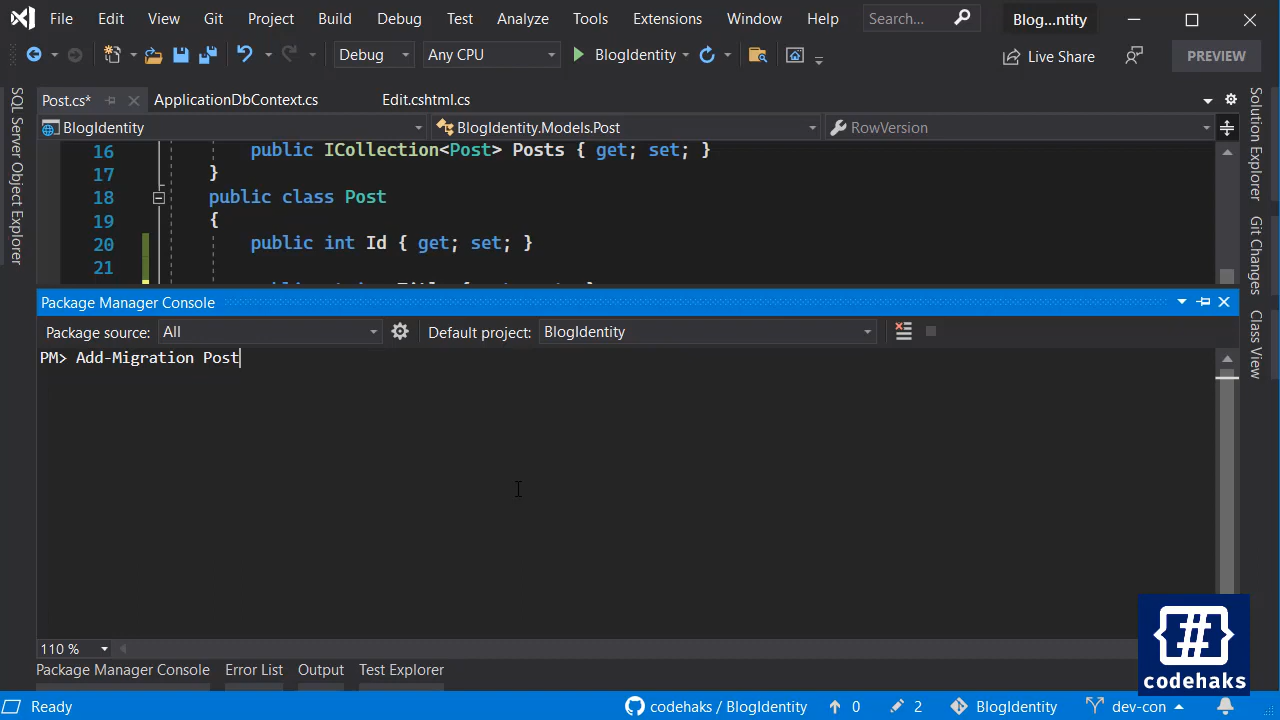 File Edit View Git Project Build Debug Test Analyze Tools Extensions Window Help Search... Blog...ntity
Debug Any CPU BlogIdentity Live Share PREVIEW
Post.cs* ApplicationDbContext.cs Edit.cshtml.cs
BlogIdentity BlogIdentity.Models.Post RowVersion
16 public ICollection<Post> Posts { get; set; }
17 }
18 public class Post
19 {
20 public int Id { get; set; }
21
Package Manager Console
Package source: All Default project: BlogIdentity
PM> Add-Migration Post
110 %
Package Manager Console Error List Output Test Explorer
Ready codehaks / BlogIdentity 0 2 BlogIdentity dev-con
SQL Server Object Explorer
Solution Explorer
Git Changes
Class View
{#}
codehaks